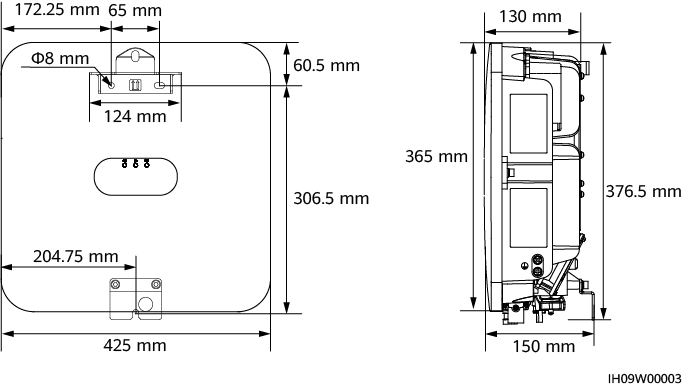 172.25 mm
65 mm
130 mm
Φ8 mm
60.5 mm
124 mm
365 mm
306.5 mm
376.5 mm
204.75 mm
425 mm
150 mm
IH09W00003